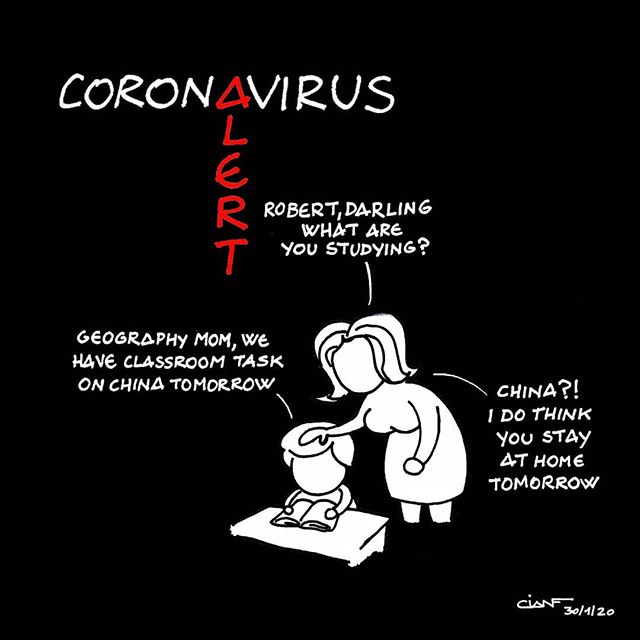 CORONAVIRUS
ALERT
ROBERT, DARLING
WHAT ARE
YOU STUDYING?
GEOGRAPHY MOM, WE
HAVE CLASSROOM TASK
ON CHINA TOMORROW
CHINA?!
I DO THINK
YOU STAY
AT HOME
TOMORROW
CIANF
30/1/20